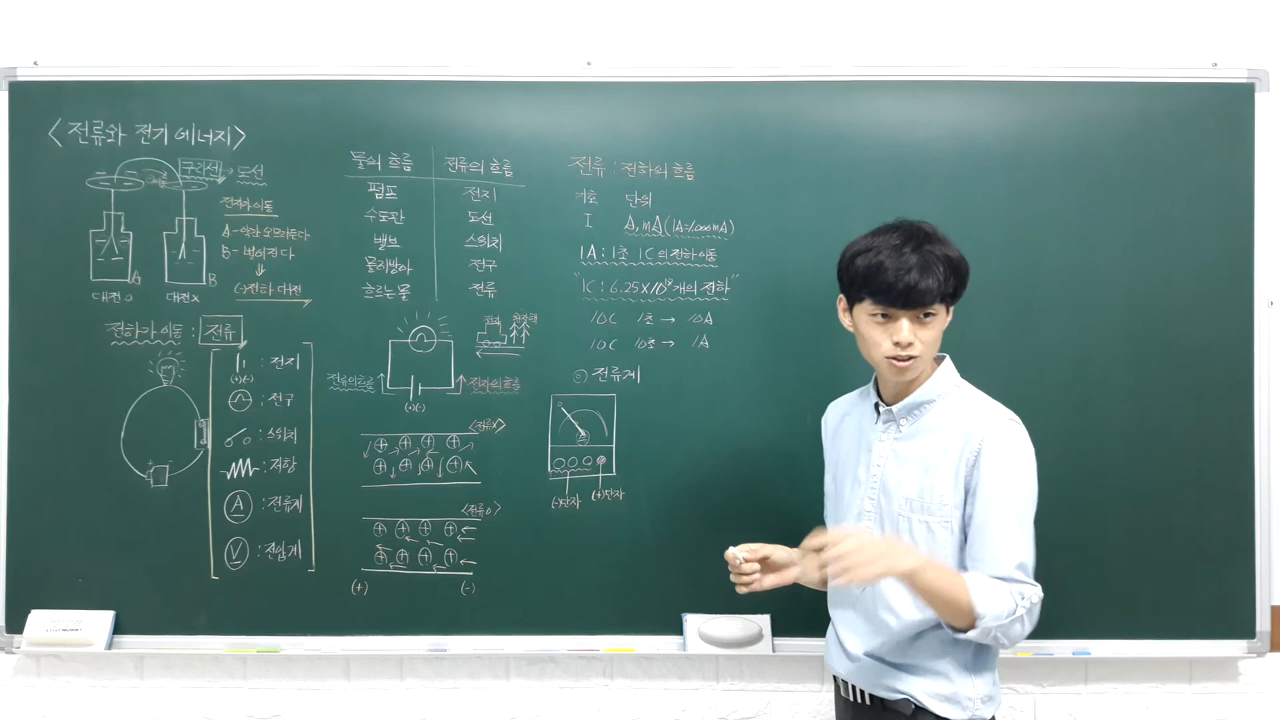 <전류와 전기 에너지>
구리선 → 도선
전자가 이동
A - 약간 오므라든다
B - 벌어진다
⇓
(-)전하 대전
A
B
대전 O
대전 X
전하가 이동 : 전류
+ -
(+)(-) : 전지
: 전구
: 스위치
: 저항
A : 전류계
V : 전압계
물의 흐름 전류의 흐름
펌프 전지
수도관 도선
밸브 스위치
물레방아 전구
흐르는 물 전류
전류의 흐름
전자의 흐름
(+)(-)
<전류X>
<전류O>
(+) (-)
전류 : 전하의 흐름
기호 단위
I A, mA (1A=1,000mA)
1A : 1초 1C의 전하 이동
"1C : 6.25×10¹⁸개의 전하"
10C 1초 → 10A
10C 10초 → 1A
◎ 전류계
(-)단자 (+)단자